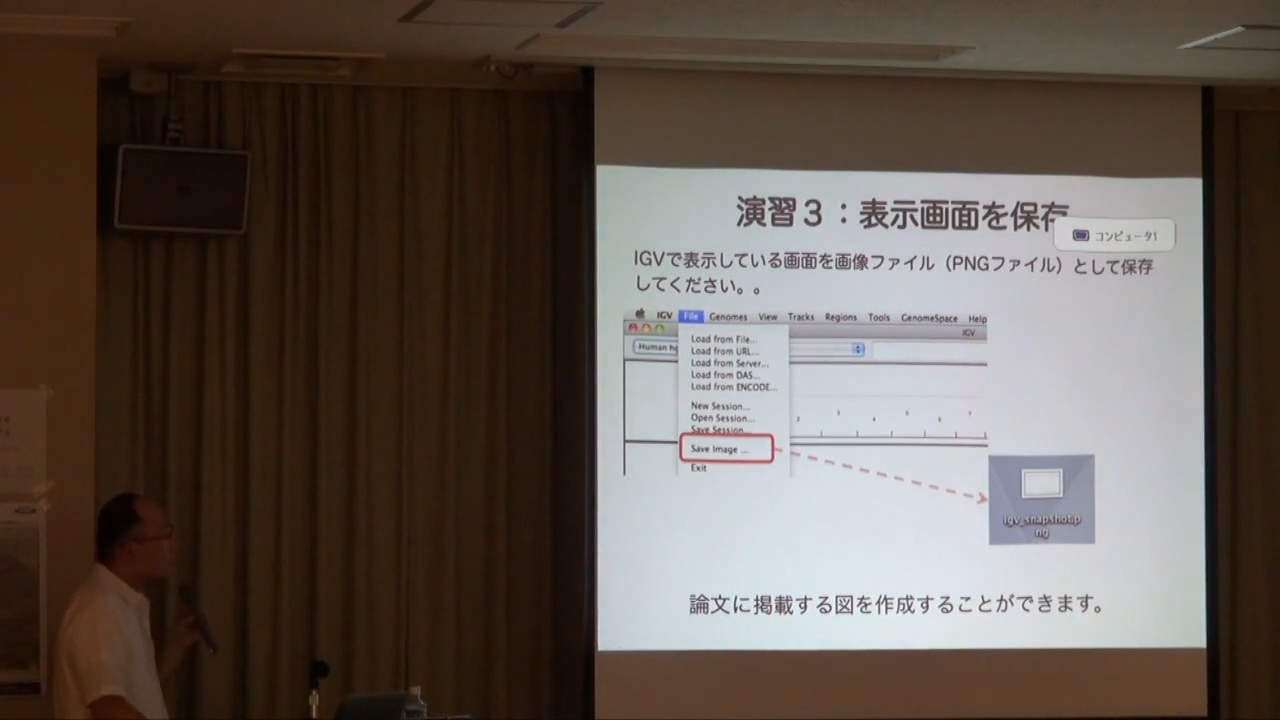 演習３：表示画面を保存
コンピュータ1
IGVで表示している画面を画像ファイル（PNGファイル）として保存
してください。。
IGV File Genomes View Tracks Regions Tools GenomeSpace Help
IGV
Human hg
Load from File...
Load from URL...
Load from Server...
Load from DAS...
Load from ENCODE...
New Session...
Open Session...
Save Session...
Save Image ...
Exit
igv_snapshot.p
ng
論文に掲載する図を作成することができます。